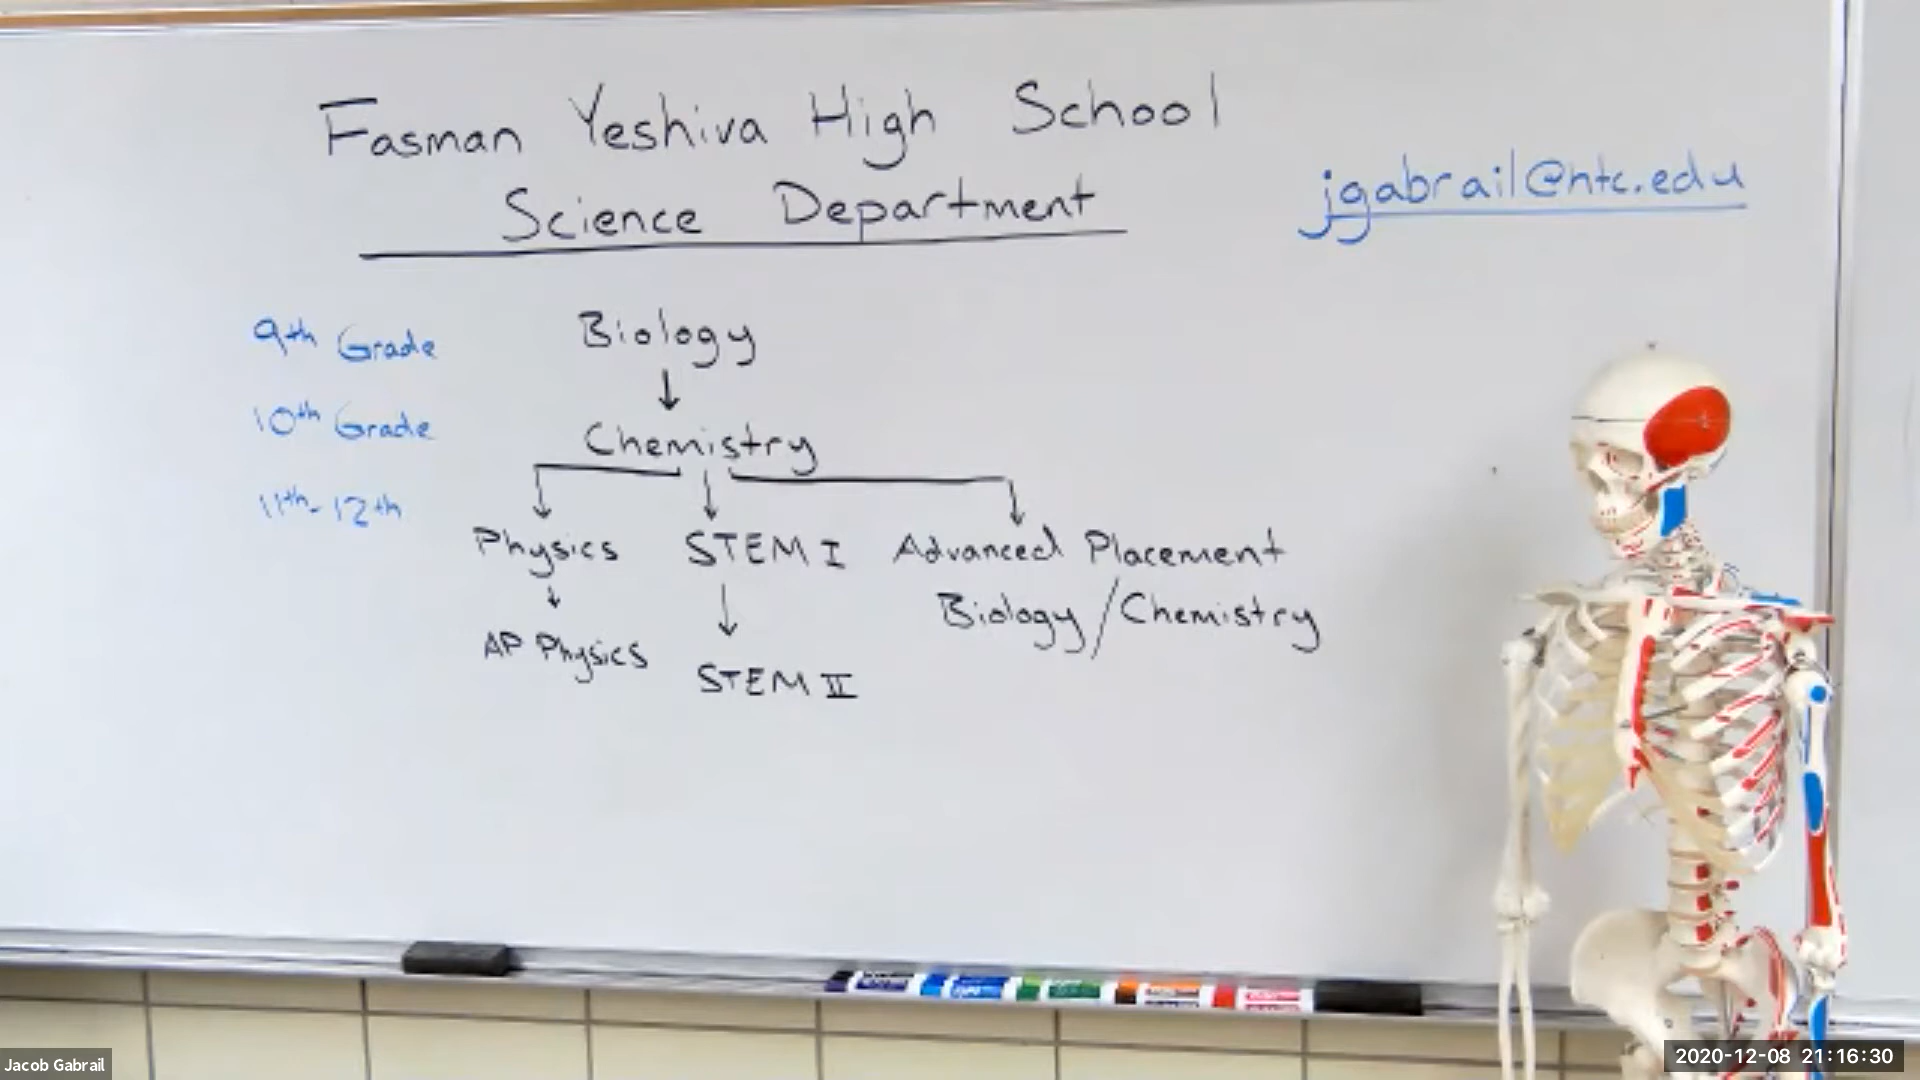 Fasman Yeshiva High School
Science Department
jgabrail@htc.edu
9th Grade
Biology
10th Grade
Chemistry
11th-12th
Physics
STEM I
Advanced Placement
Biology/Chemistry
AP Physics
STEM II
Jacob Gabrail
2020-12-08 21:16:30